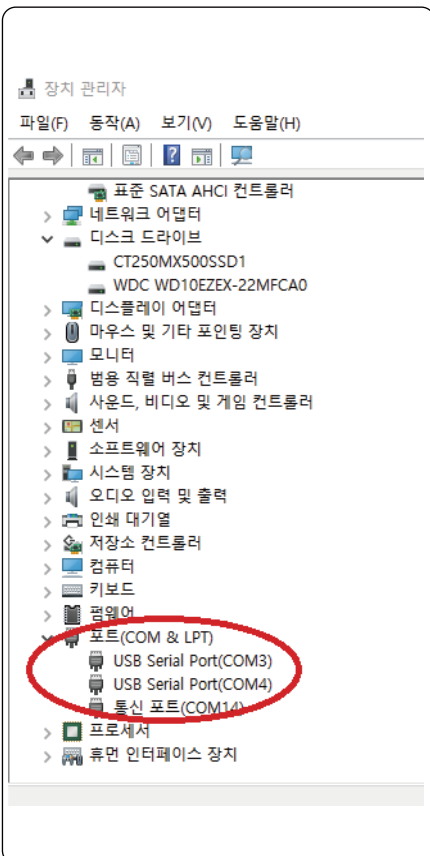 장치 관리자
파일(F) 동작(A) 보기(V) 도움말(H)
표준 SATA AHCI 컨트롤러
네트워크 어댑터
디스크 드라이브
CT250MX500SSD1
WDC WD10EZEX-22MFCA0
디스플레이 어댑터
마우스 및 기타 포인팅 장치
모니터
범용 직렬 버스 컨트롤러
사운드, 비디오 및 게임 컨트롤러
센서
소프트웨어 장치
시스템 장치
오디오 입력 및 출력
인쇄 대기열
저장소 컨트롤러
컴퓨터
키보드
펌웨어
포트(COM & LPT)
USB Serial Port(COM3)
USB Serial Port(COM4)
통신 포트(COM14)
프로세서
휴먼 인터페이스 장치